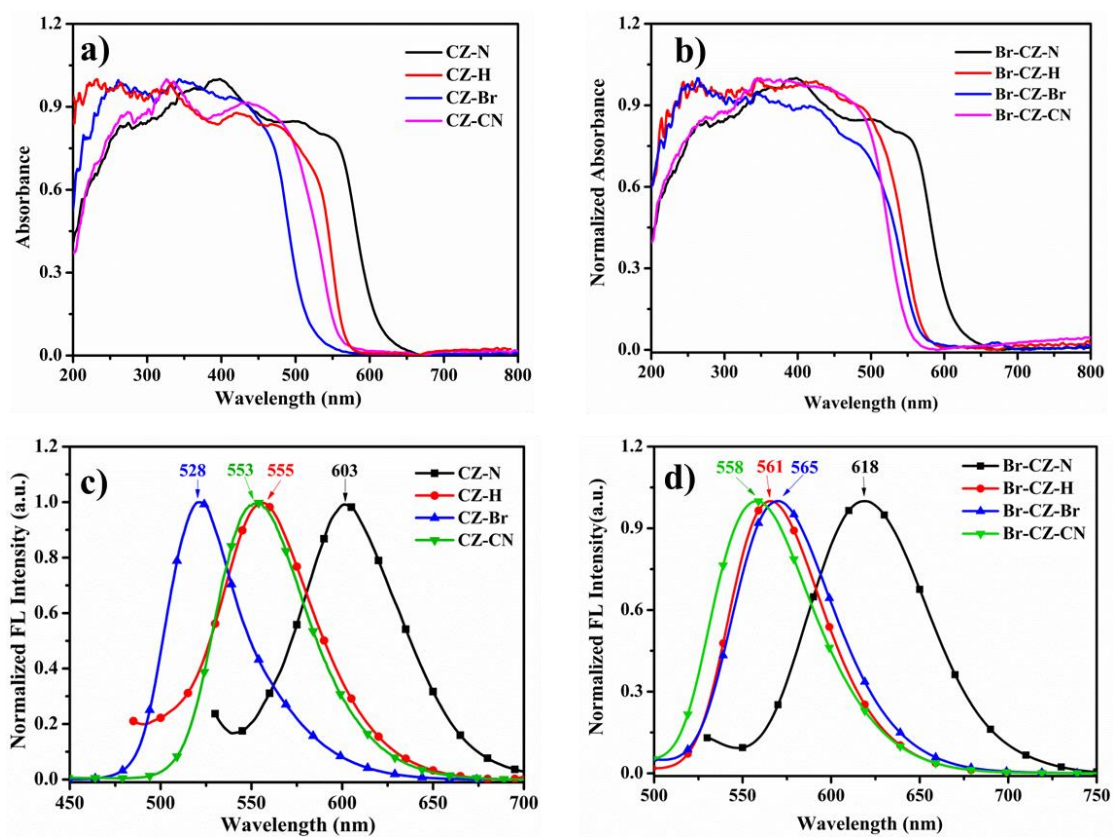 a)
CZ-N
CZ-H
CZ-Br
CZ-CN
1.2
0.9
0.6
0.3
0.0
Absorbance
200 300 400 500 600 700 800
Wavelength (nm)
b)
Br-CZ-N
Br-CZ-H
Br-CZ-Br
Br-CZ-CN
1.2
0.9
0.6
0.3
0.0
Normalized Absorbance
200 300 400 500 600 700 800
Wavelength (nm)
c)
528 553 555 603
CZ-N
CZ-H
CZ-Br
CZ-CN
1.2
1.0
0.8
0.6
0.4
0.2
0.0
Normalized FL Intensity (a.u.)
450 500 550 600 650 700
Wavelength (nm)
d)
558 561 565 618
Br-CZ-N
Br-CZ-H
Br-CZ-Br
Br-CZ-CN
1.2
0.9
0.6
0.3
0.0
Normalized FL Intensity(a.u.)
500 550 600 650 700 750
Wavelength (nm)